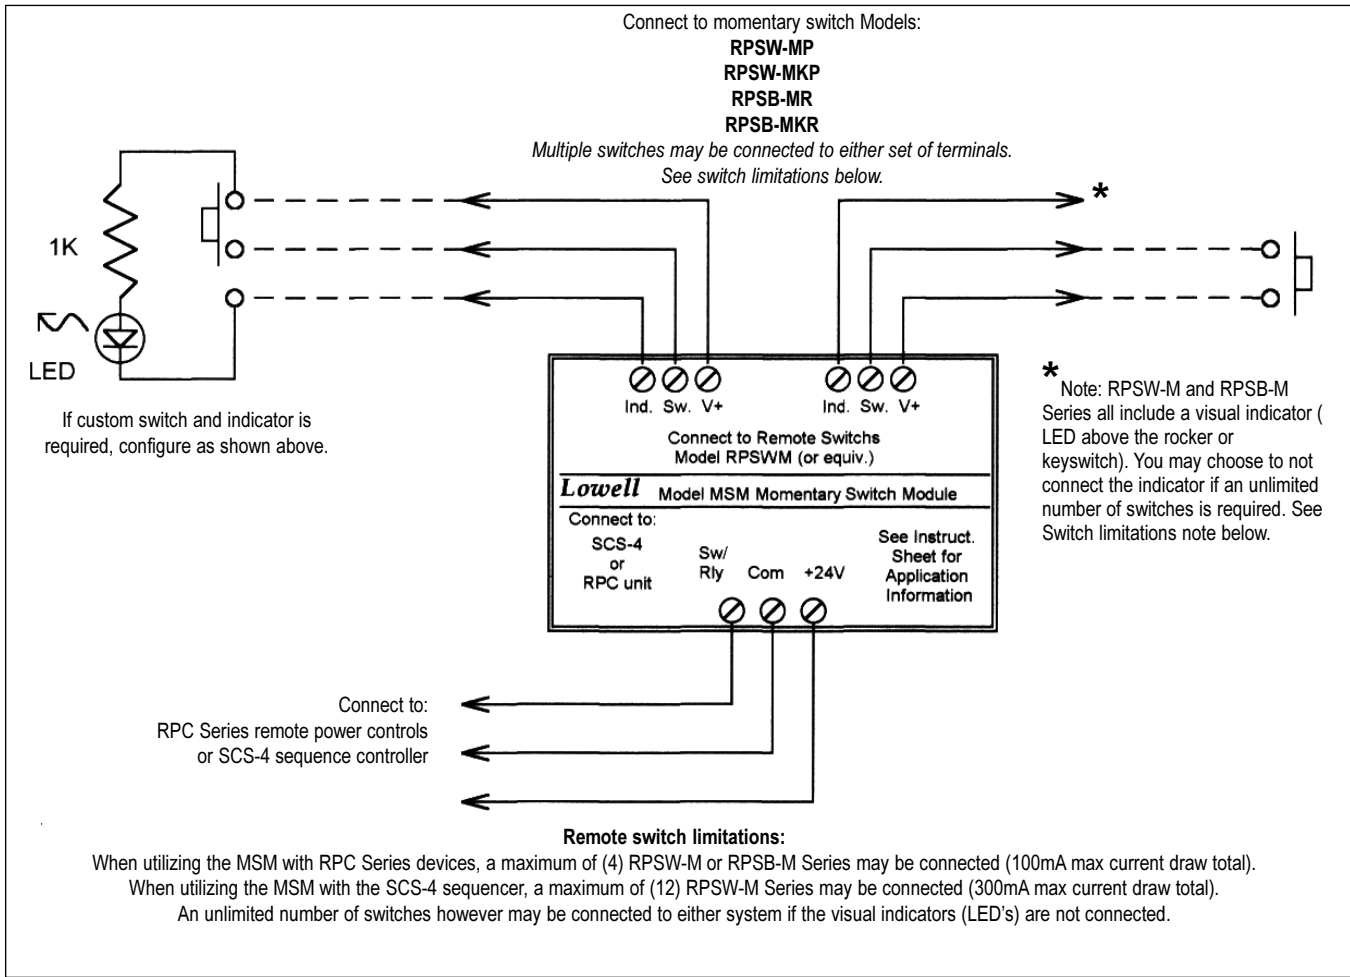 Connect to momentary switch Models:
RPSW-MP
RPSW-MKP
RPSB-MR
RPSB-MKR
Multiple switches may be connected to either set of terminals.
See switch limitations below.
*
1K
LED
If custom switch and indicator is
required, configure as shown above.
Ind. Sw. V+
Ind. Sw. V+
Connect to Remote Switchs
Model RPSWM (or equiv.)
Lowell Model MSM Momentary Switch Module
Connect to:
SCS-4
or
RPC unit
Sw/
Rly Com +24V
See Instruct.
Sheet for
Application
Information
* Note: RPSW-M and RPSB-M
Series all include a visual indicator (
LED above the rocker or
keyswitch). You may choose to not
connect the indicator if an unlimited
number of switches is required. See
Switch limitations note below.
Connect to:
RPC Series remote power controls
or SCS-4 sequence controller
Remote switch limitations:
When utilizing the MSM with RPC Series devices, a maximum of (4) RPSW-M or RPSB-M Series may be connected (100mA max current draw total).
When utilizing the MSM with the SCS-4 sequencer, a maximum of (12) RPSW-M Series may be connected (300mA max current draw total).
An unlimited number of switches however may be connected to either system if the visual indicators (LED's) are not connected.